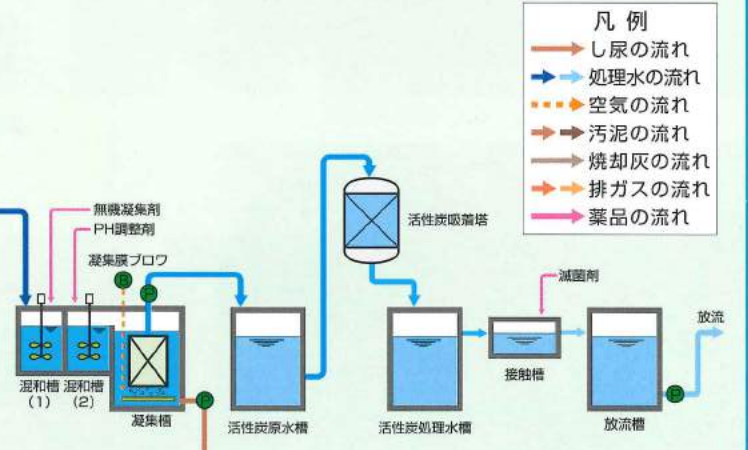 凡 例
し尿の流れ
処理水の流れ
空気の流れ
汚泥の流れ
焼却灰の流れ
排ガスの流れ
薬品の流れ
無機凝集剤
PH調整剤
凝集膜ブロワ
B
P
活性炭吸着塔
滅菌剤
放流
混和槽
(1)
混和槽
(2)
凝集槽
P
活性炭原水槽
活性炭処理水槽
接触槽
放流槽
P